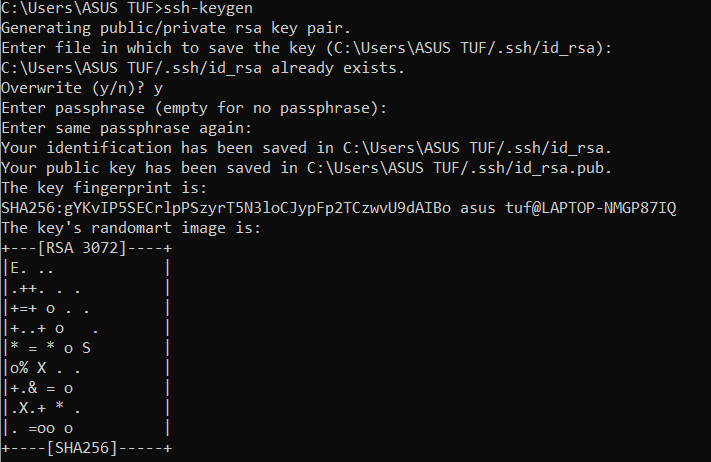 C:\Users\ASUS TUF>ssh-keygen
Generating public/private rsa key pair.
Enter file in which to save the key (C:\Users\ASUS TUF/.ssh/id_rsa):
C:\Users\ASUS TUF/.ssh/id_rsa already exists.
Overwrite (y/n)? y
Enter passphrase (empty for no passphrase):
Enter same passphrase again:
Your identification has been saved in C:\Users\ASUS TUF/.ssh/id_rsa.
Your public key has been saved in C:\Users\ASUS TUF/.ssh/id_rsa.pub.
The key fingerprint is:
SHA256:gYKvIP5SECrlpPSzyrT5N3loCJypFp2TCzwvU9dAIBo asus tuf@LAPTOP-NMGP87IQ
The key's randomart image is:
+---[RSA 3072]----+
|E. ..            |
|.++. . .         |
|+=+ o . .        |
|+..+ o   .       |
|* = * o S        |
|o% X . .         |
|+.& = o          |
|.X.+ * .         |
|. =oo o          |
+----[SHA256]-----+